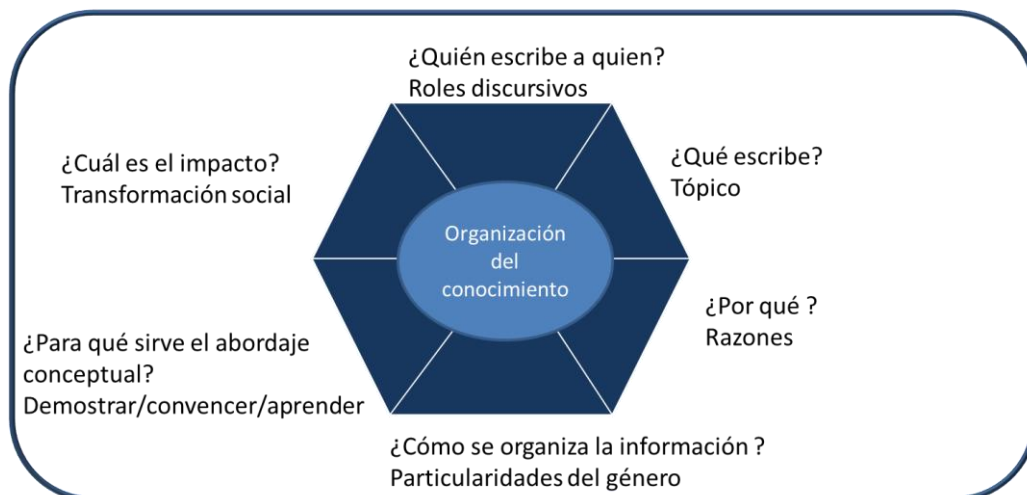 ¿Quién escribe a quien?
Roles discursivos
¿Qué escribe?
Tópico
¿Por qué ?
Razones
¿Cómo se organiza la información ?
Particularidades del género
¿Para qué sirve el abordaje
conceptual?
Demostrar/convencer/aprender
¿Cuál es el impacto?
Transformación social
Organización
del
conocimiento